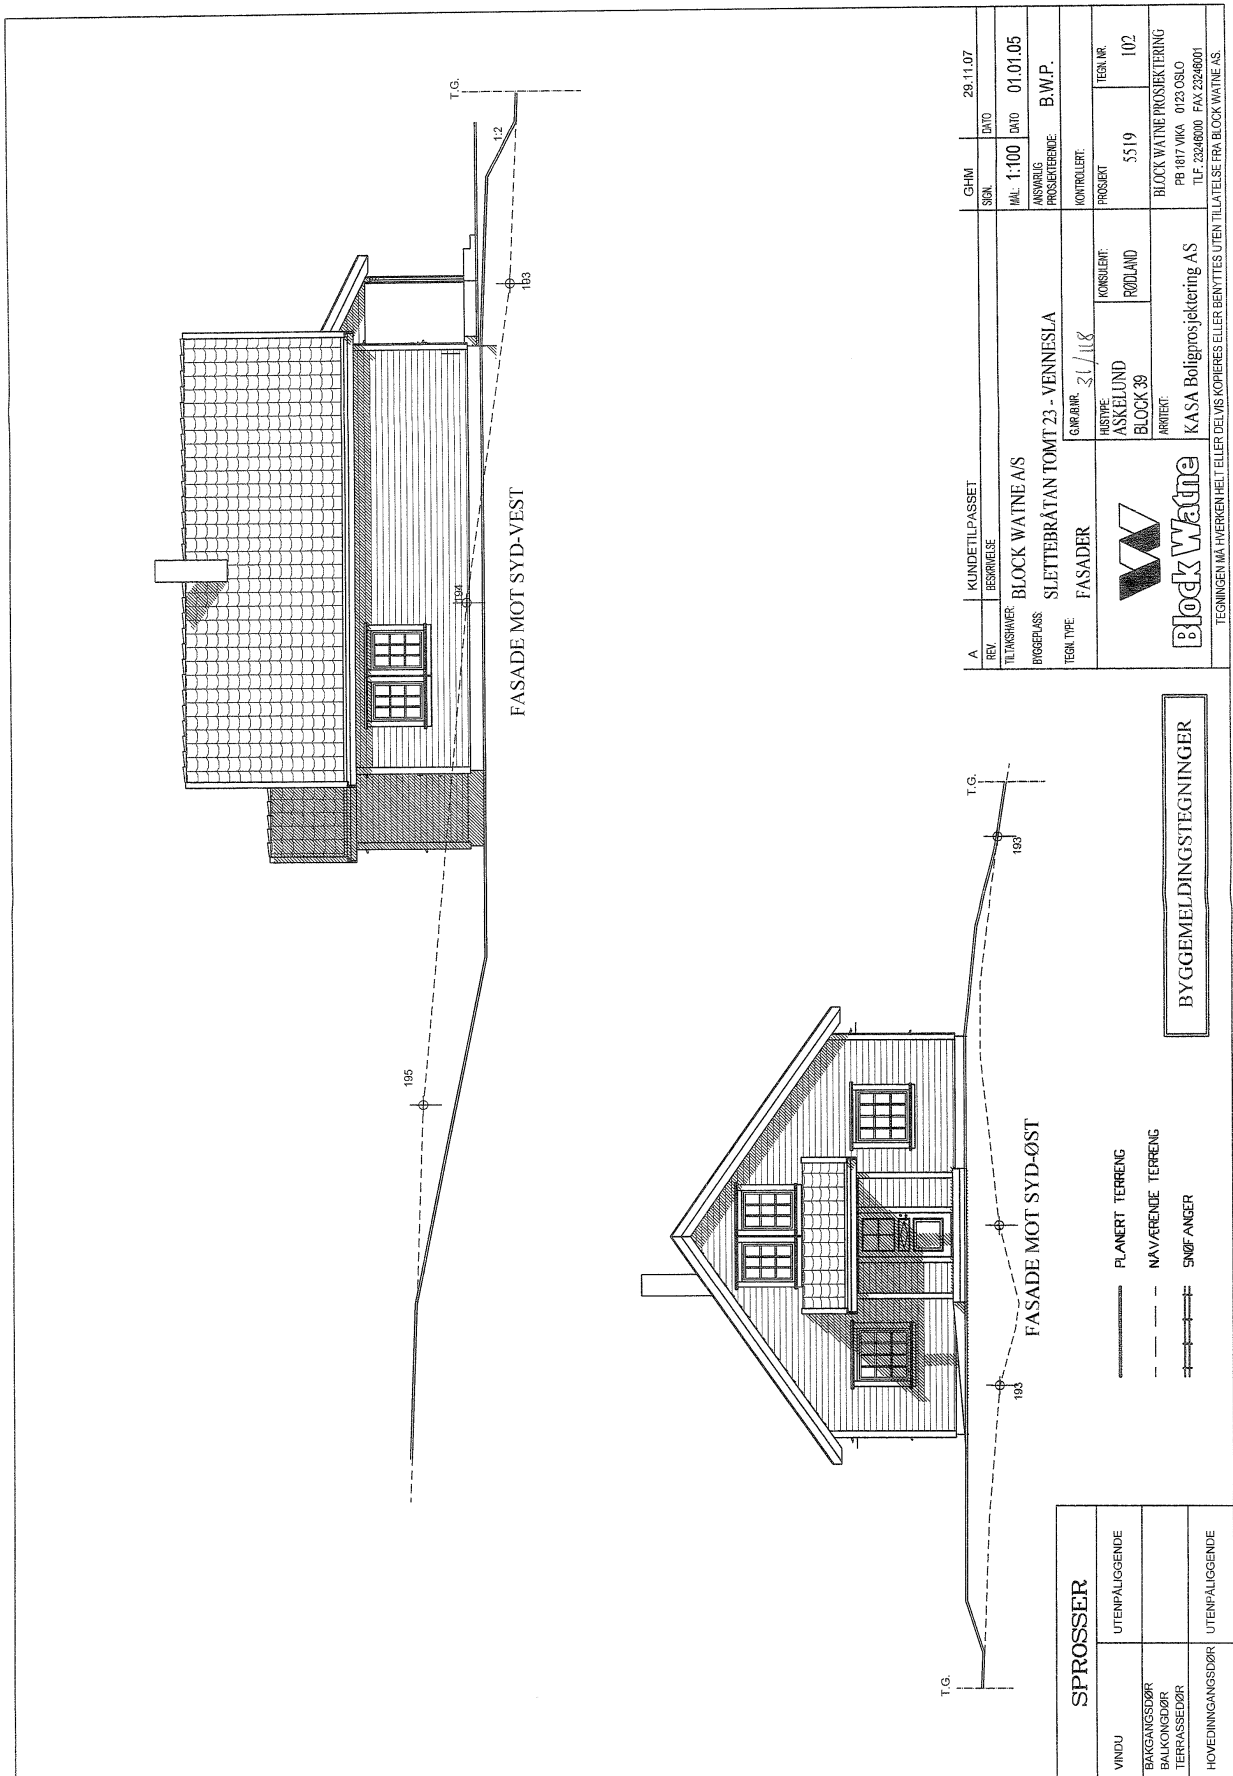 T.G.
1:2
193
194
195
FASADE MOT SYD-VEST
T.G.
193
193
T.G.
FASADE MOT SYD-ØST
PLANERT TERRENG
NÅVÆRENDE TERRENG
SNØFANGER
BYGGEMELDINGSTEGNINGER
SPROSSER
VINDU UTENPÅLIGGENDE
BAKGANGSDØR
BALKONGDØR
TERRASSEDØR
HOVEDINNGANGSDØR UTENPÅLIGGENDE
A KUNDETILPASSET GHM 29.11.07
REV. BESKRIVELSE SIGN. DATO
TILTAKSHAVER: BLOCK WATNE A/S MÅL: 1:100 DATO 01.01.05
BYGGEPLASS: SLETTEBRÅTAN TOMT 23 - VENNESLA
ANSVARLIG
PROSJEKTERENDE: B.W.P.
TEGN. TYPE: FASADER
G.NR./B.NR. 31/118
KONTROLLERT:
HUSTYPE:
ASKELUND
BLOCK 39
KONSULENT:
RØDLAND
PROSJEKT
5519
TEGN. NR.
102
Block Watne
ARKITEKT:
KASA Boligprosjektering AS
BLOCK WATNE PROSJEKTERING
PB 1817 VIKA 0123 OSLO
TLF. 23246000 FAX 23246001
TEGNINGEN MÅ HVERKEN HELT ELLER DELVIS KOPIERES ELLER BENYTTES UTEN TILLATELSE FRA BLOCK WATNE AS.